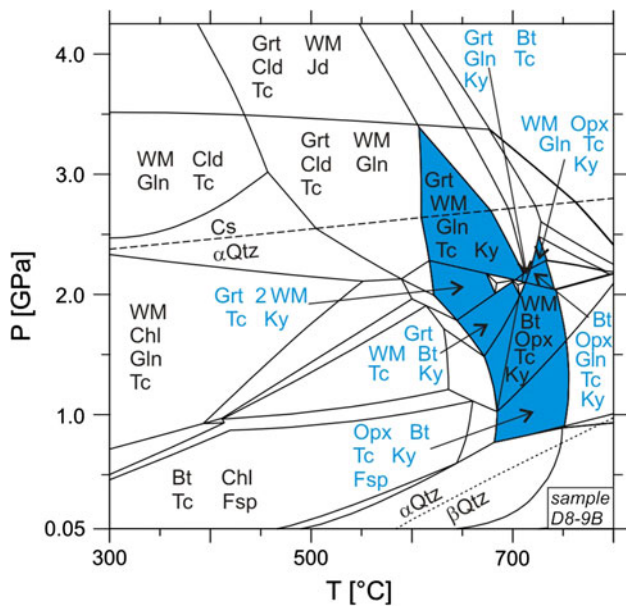 4.0
3.0
2.0
1.0
0.05
P [GPa]
300
500
700
T [°C]
Grt WM
Cld Jd
Tc
Grt Bt
Gln Tc
Ky
WM Opx
Gln Tc
Ky
WM Cld
Gln Tc
Grt WM
Cld Gln
Tc
Grt
WM
Gln
Tc Ky
Cs
αQtz
Grt 2 WM
Tc Ky
WM
Chl
Gln
Tc
Grt
WM Bt
Tc Ky
WM
Bt
Opx
Tc
Ky
Bt
Opx
Gln
Tc
Ky
Opx Bt
Tc Ky
Fsp
Bt Chl
Tc Fsp
αQtz
βQtz
sample
D8-9B